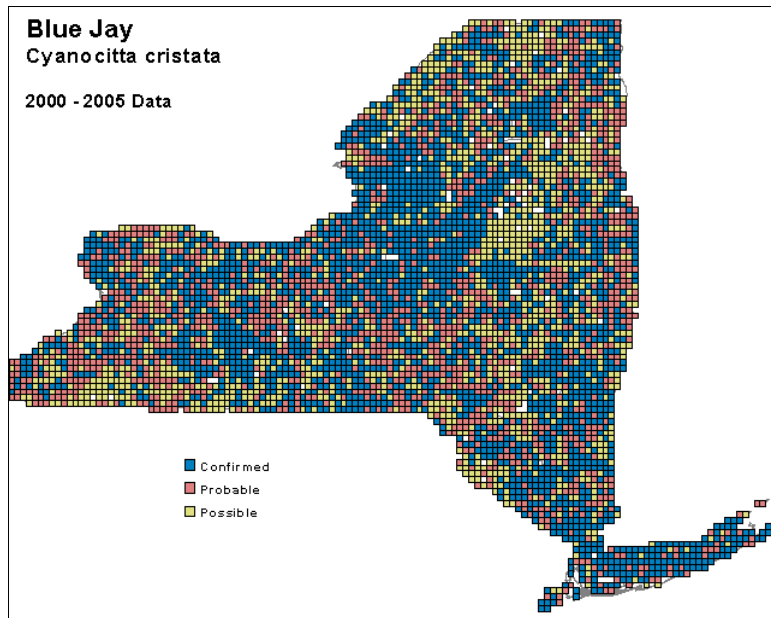 Blue Jay
Cyanocitta cristata
2000 - 2005 Data
Confirmed
Probable
Possible